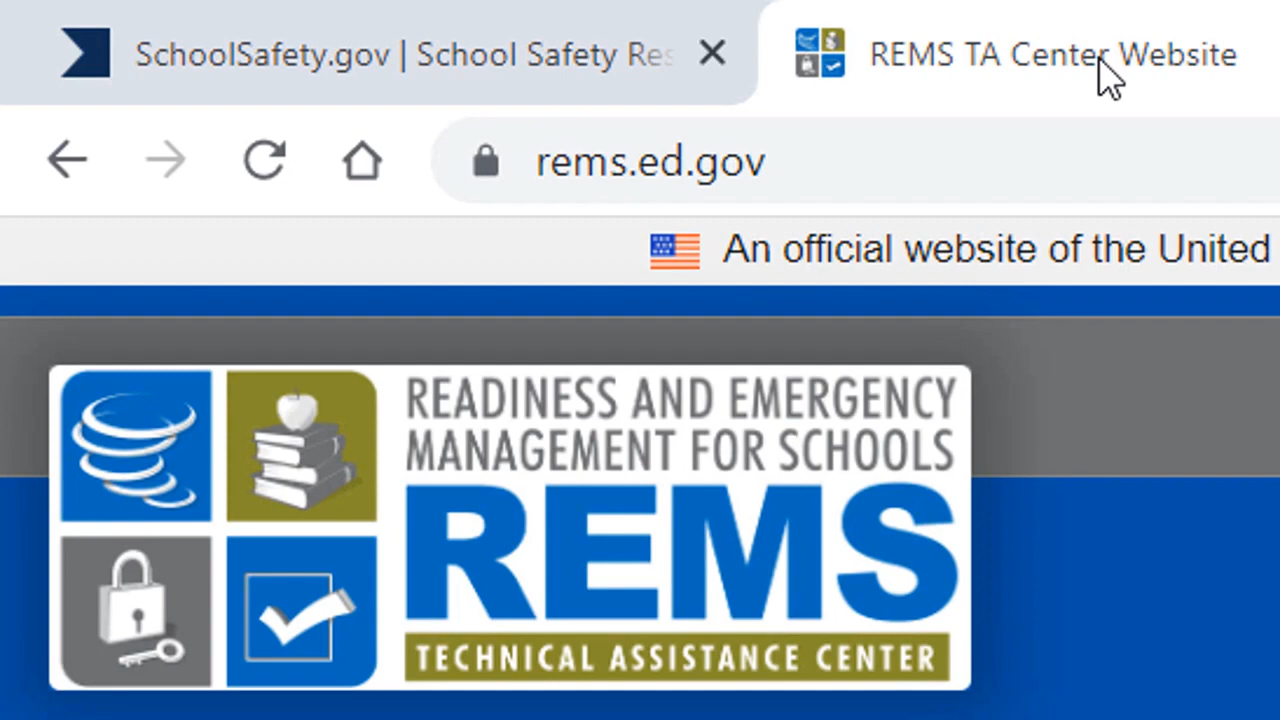 SchoolSafety.gov | School Safety Res
REMS TA Center Website
rems.ed.gov
An official website of the United
READINESS AND EMERGENCY
MANAGEMENT FOR SCHOOLS
REMS
TECHNICAL ASSISTANCE CENTER